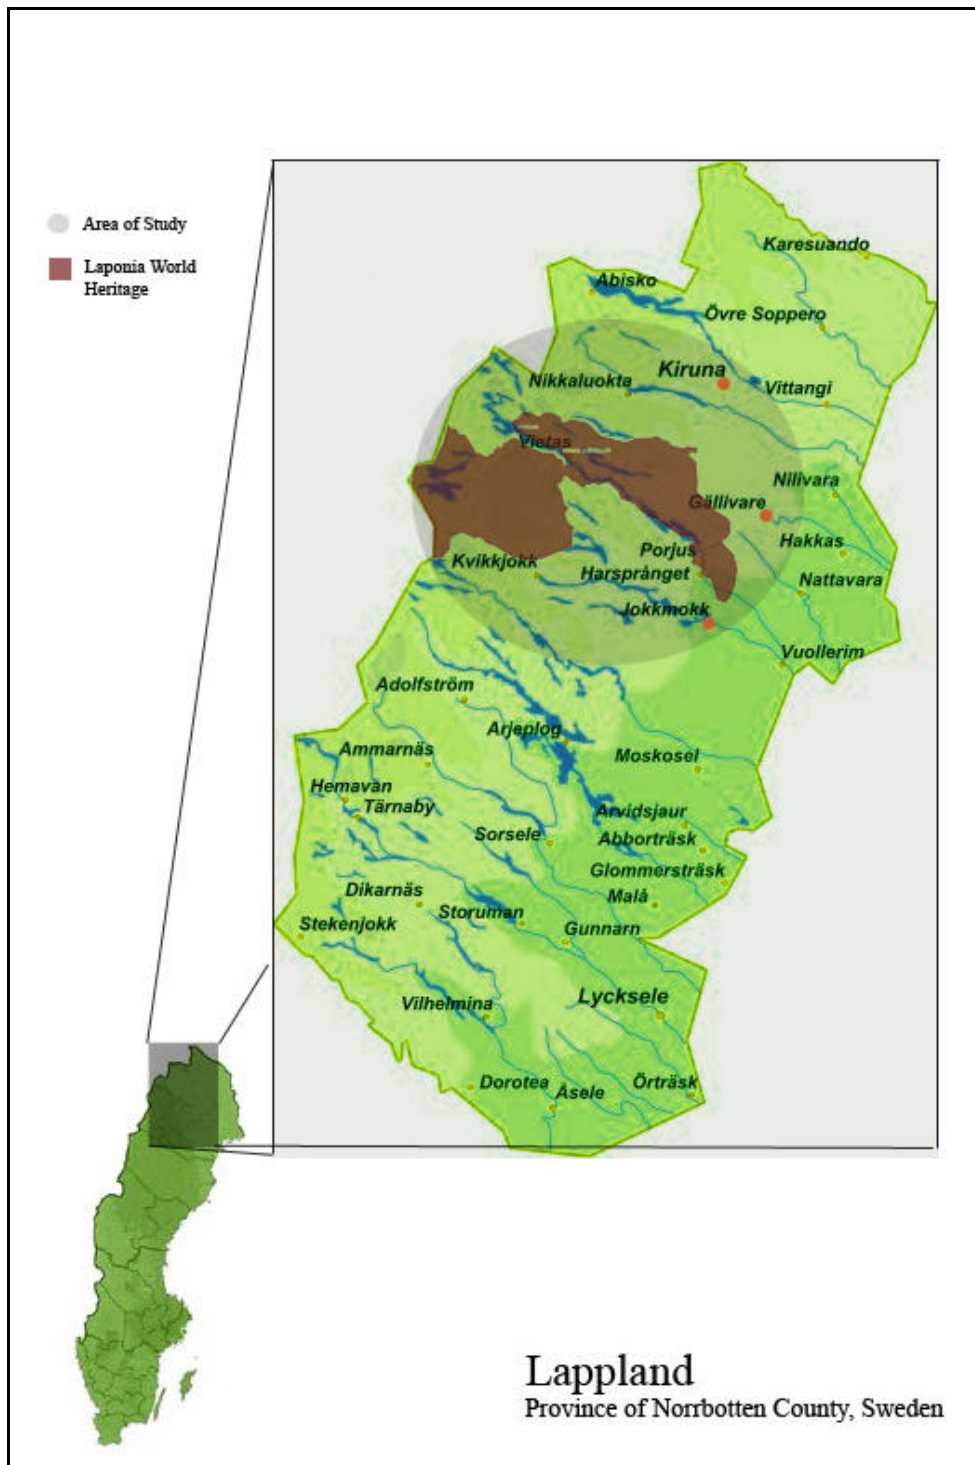 Area of Study
Laponia World
Heritage
Karesuando
Abisko
Övre Soppero
Kiruna
Nikkaluokta
Vittangi
Vietas
Nilivara
Gällivare
Hakkas
Porjus
Kvikkjokk
Harsprånget
Nattavara
Jokkmokk
Vuollerim
Adolfström
Arjeplog
Ammarnäs
Moskosel
Hemavan
Tärnaby
Arvidsjaur
Sorsele
Abborträsk
Glommersträsk
Dikarnäs
Malå
Storuman
Stekenjokk
Gunnarn
Lycksele
Vilhelmina
Dorotea
Örträsk
Åsele
Lappland
Province of Norrbotten County, Sweden